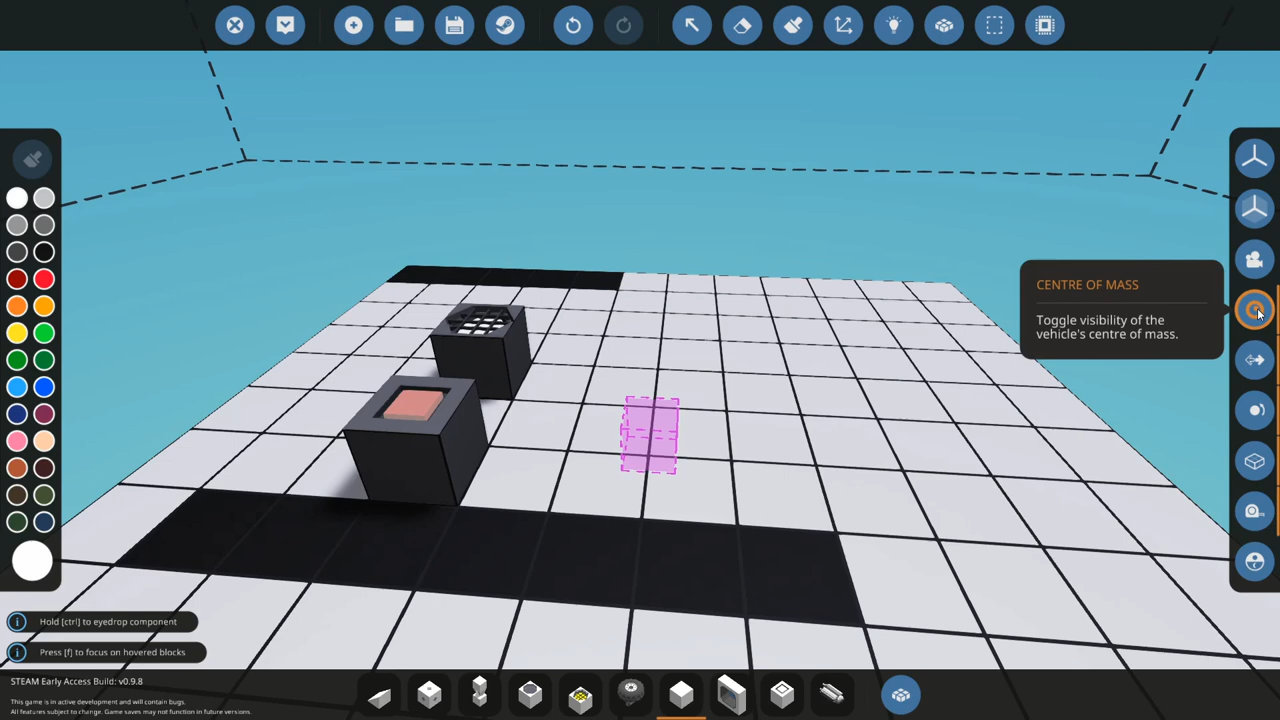 CENTRE OF MASS
Toggle visibility of the
vehicle's centre of mass.
Hold [ctrl] to eyedrop component
Press [f] to focus on hovered blocks
STEAM Early Access Build: v0.9.8
This game is in active development and will contain bugs.
All features subject to change. Game saves may not function in future versions.